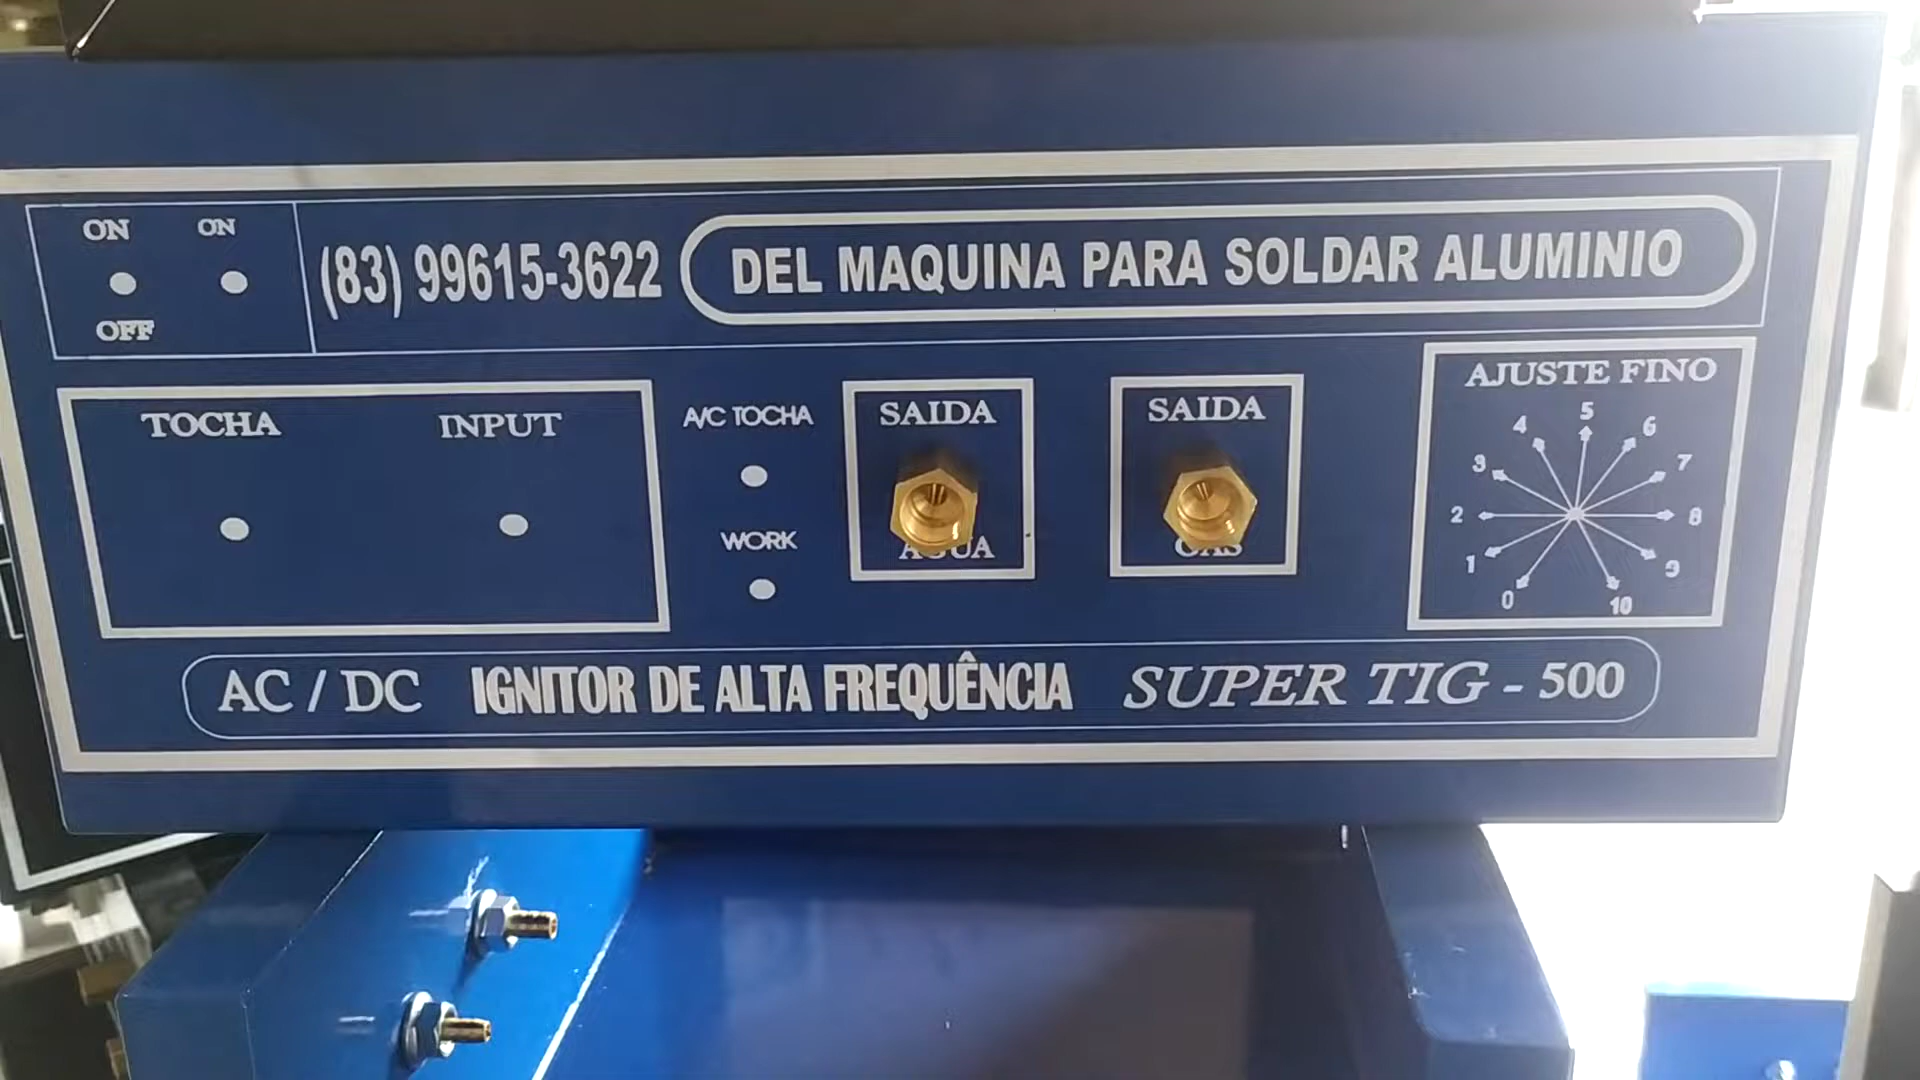 ON ON
OFF
(83) 99615-3622
DEL MAQUINA PARA SOLDAR ALUMINIO
TOCHA INPUT
A/C TOCHA
WORK
SAIDA
AGUA
SAIDA
GAS
AJUSTE FINO
0 1 2 3 4 5 6 7 8 9 10
AC / DC IGNITOR DE ALTA FREQUÊNCIA SUPER TIG - 500